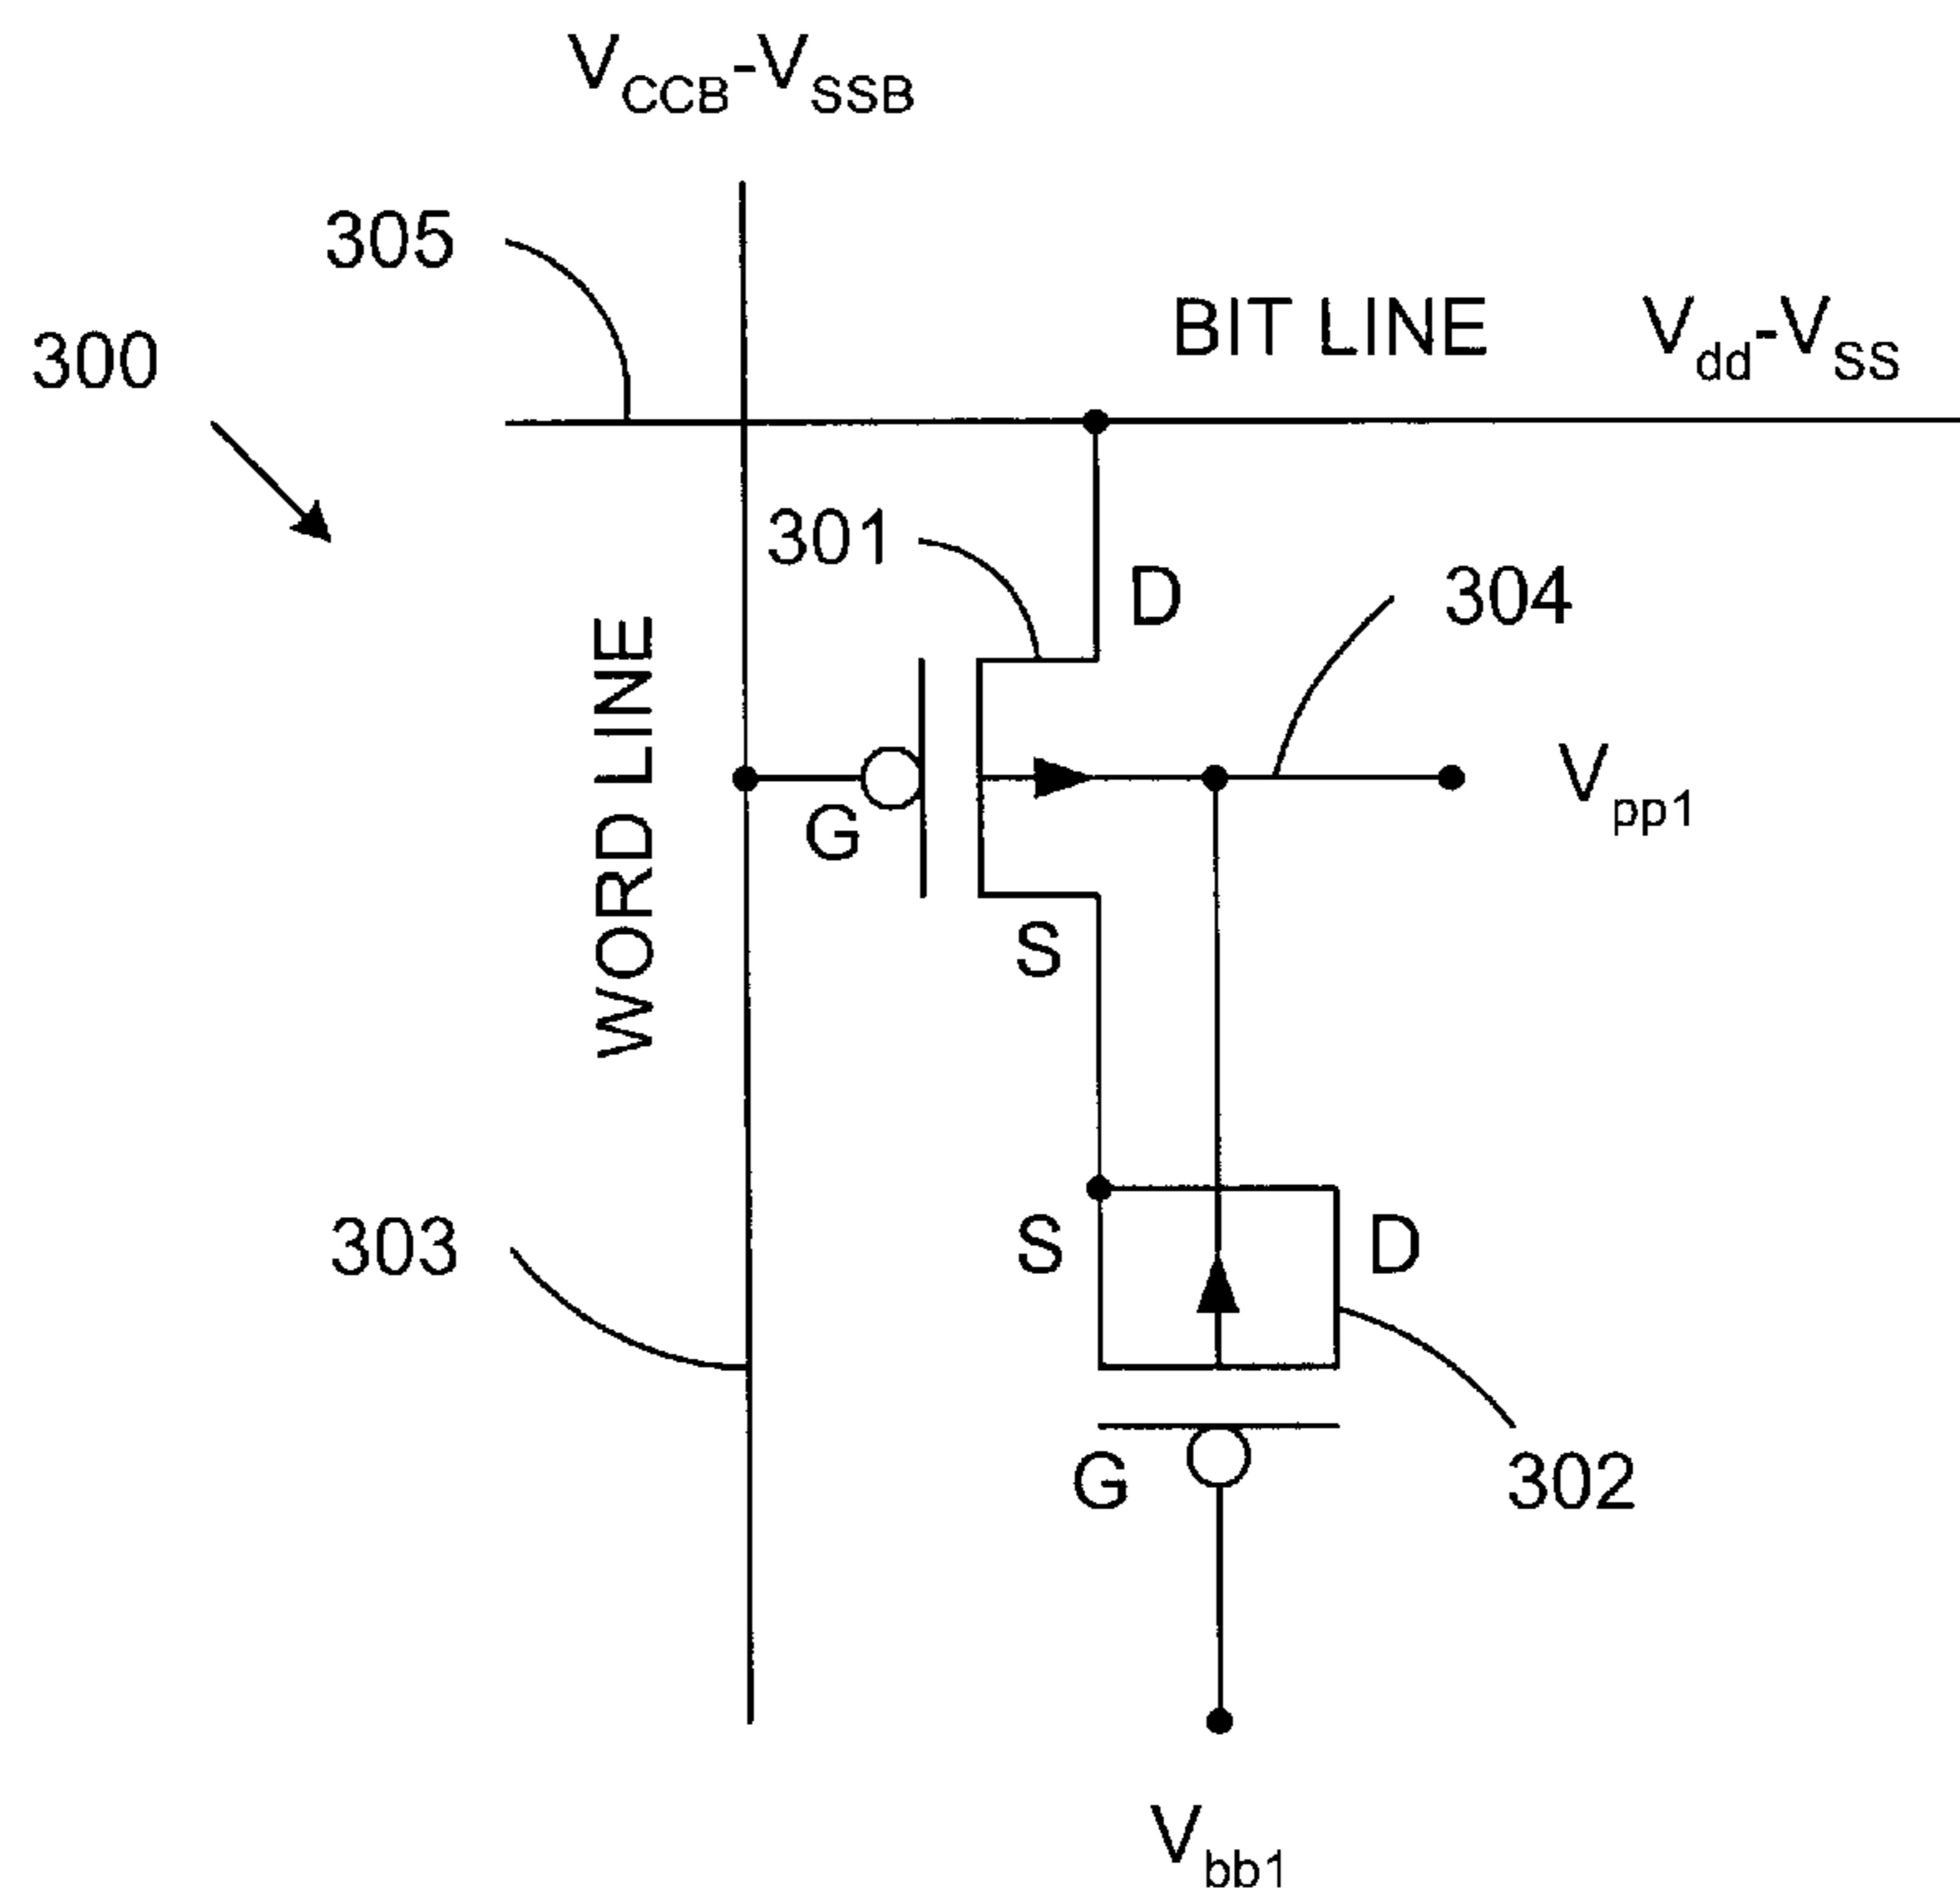 VCCB-VSSB
305
BIT LINE
Vdd-VSS
300
301
D
304
WORD LINE
G
Vpp1
S
303
S
D
G
302
Vbb1